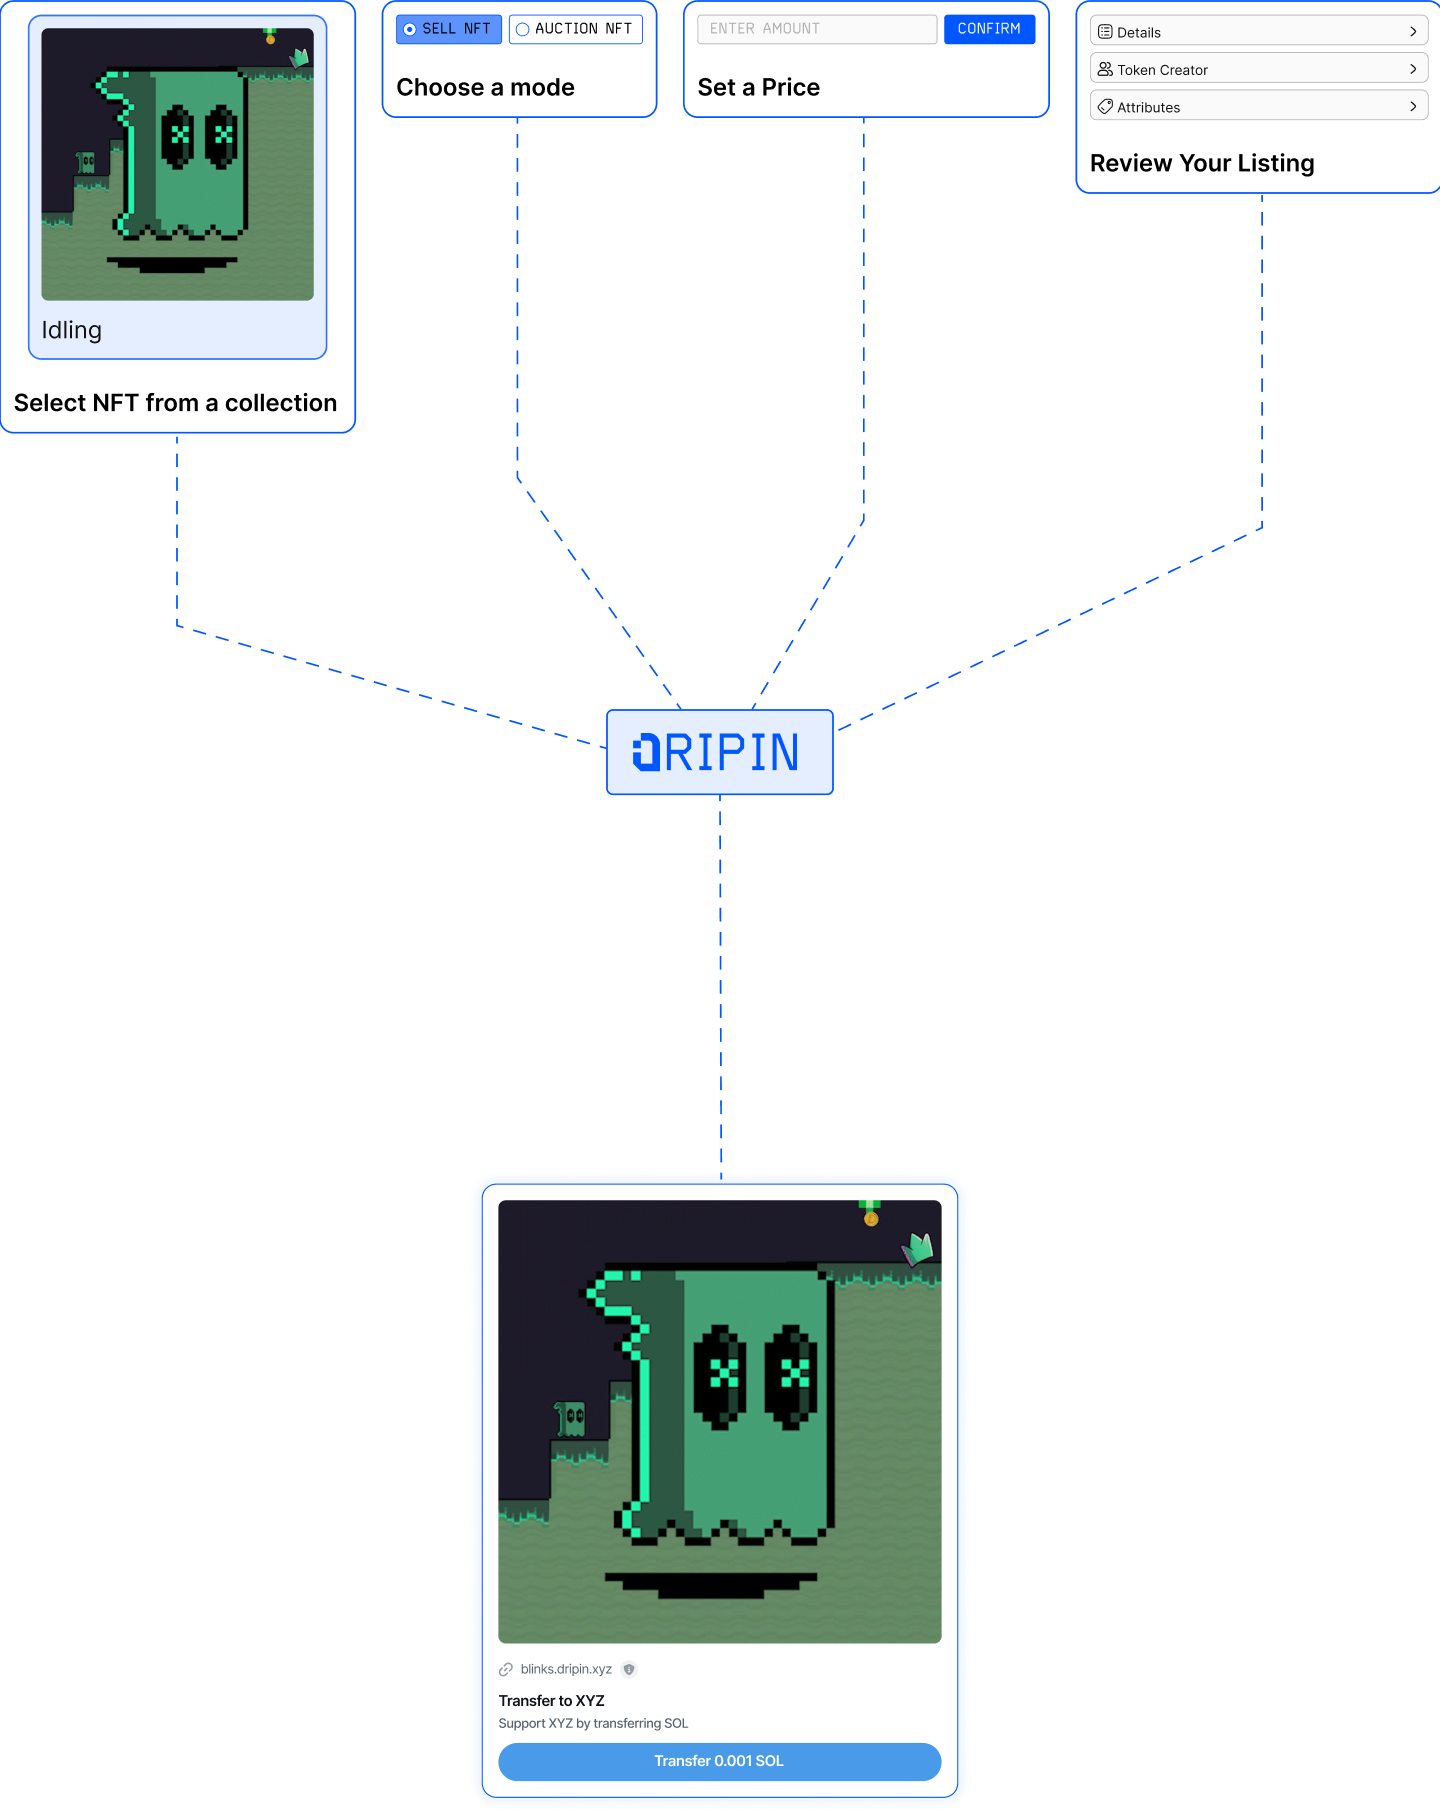 Idling
Select NFT from a collection
SELL NFT
AUCTION NFT
Choose a mode
ENTER AMOUNT
CONFIRM
Set a Price
Details
Token Creator
Attributes
Review Your Listing
DRIPIN
blinks.dripin.xyz
Transfer to XYZ
Support XYZ by transferring SOL
Transfer 0.001 SOL